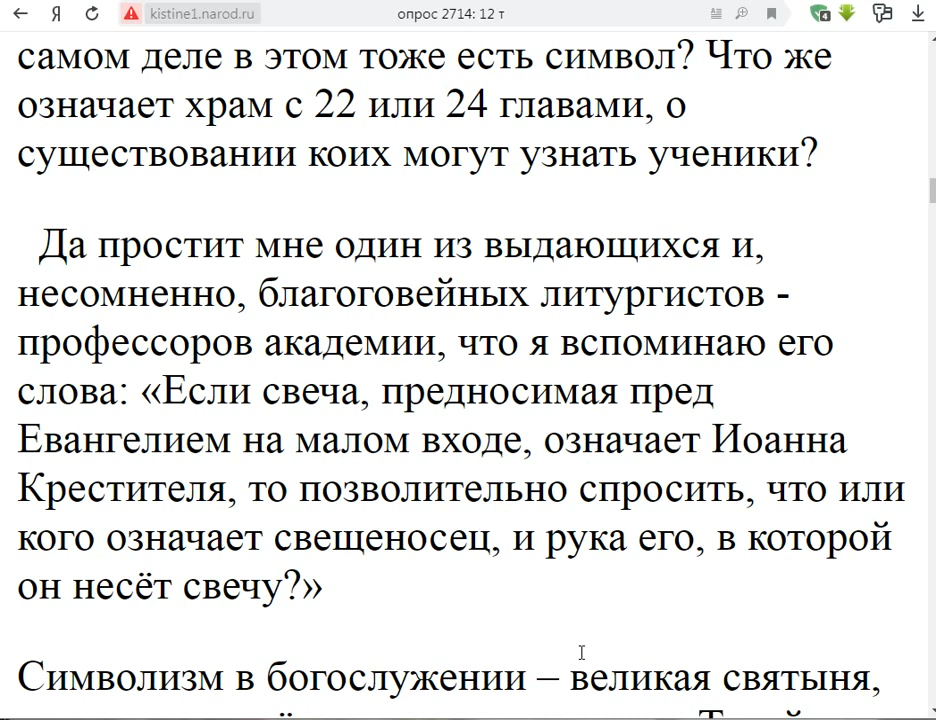 Я
kistine1.narod.ru
опрос 2714: 12 т
4
самом деле в этом тоже есть символ? Что же
означает храм с 22 или 24 главами, о
существовании коих могут узнать ученики?
Да простит мне один из выдающихся и,
несомненно, благоговейных литургистов -
профессоров академии, что я вспоминаю его
слова: «Если свеча, предносимая пред
Евангелием на малом входе, означает Иоанна
Крестителя, то позволительно спросить, что или
кого означает свещеносец, и рука его, в которой
он несёт свечу?»
Символизм в богослужении – великая святыня,